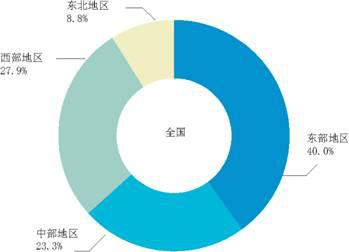 东北地区
8.8%
西部地区
27.9%
全国
东部地区
40.0%
中部地区
23.3%